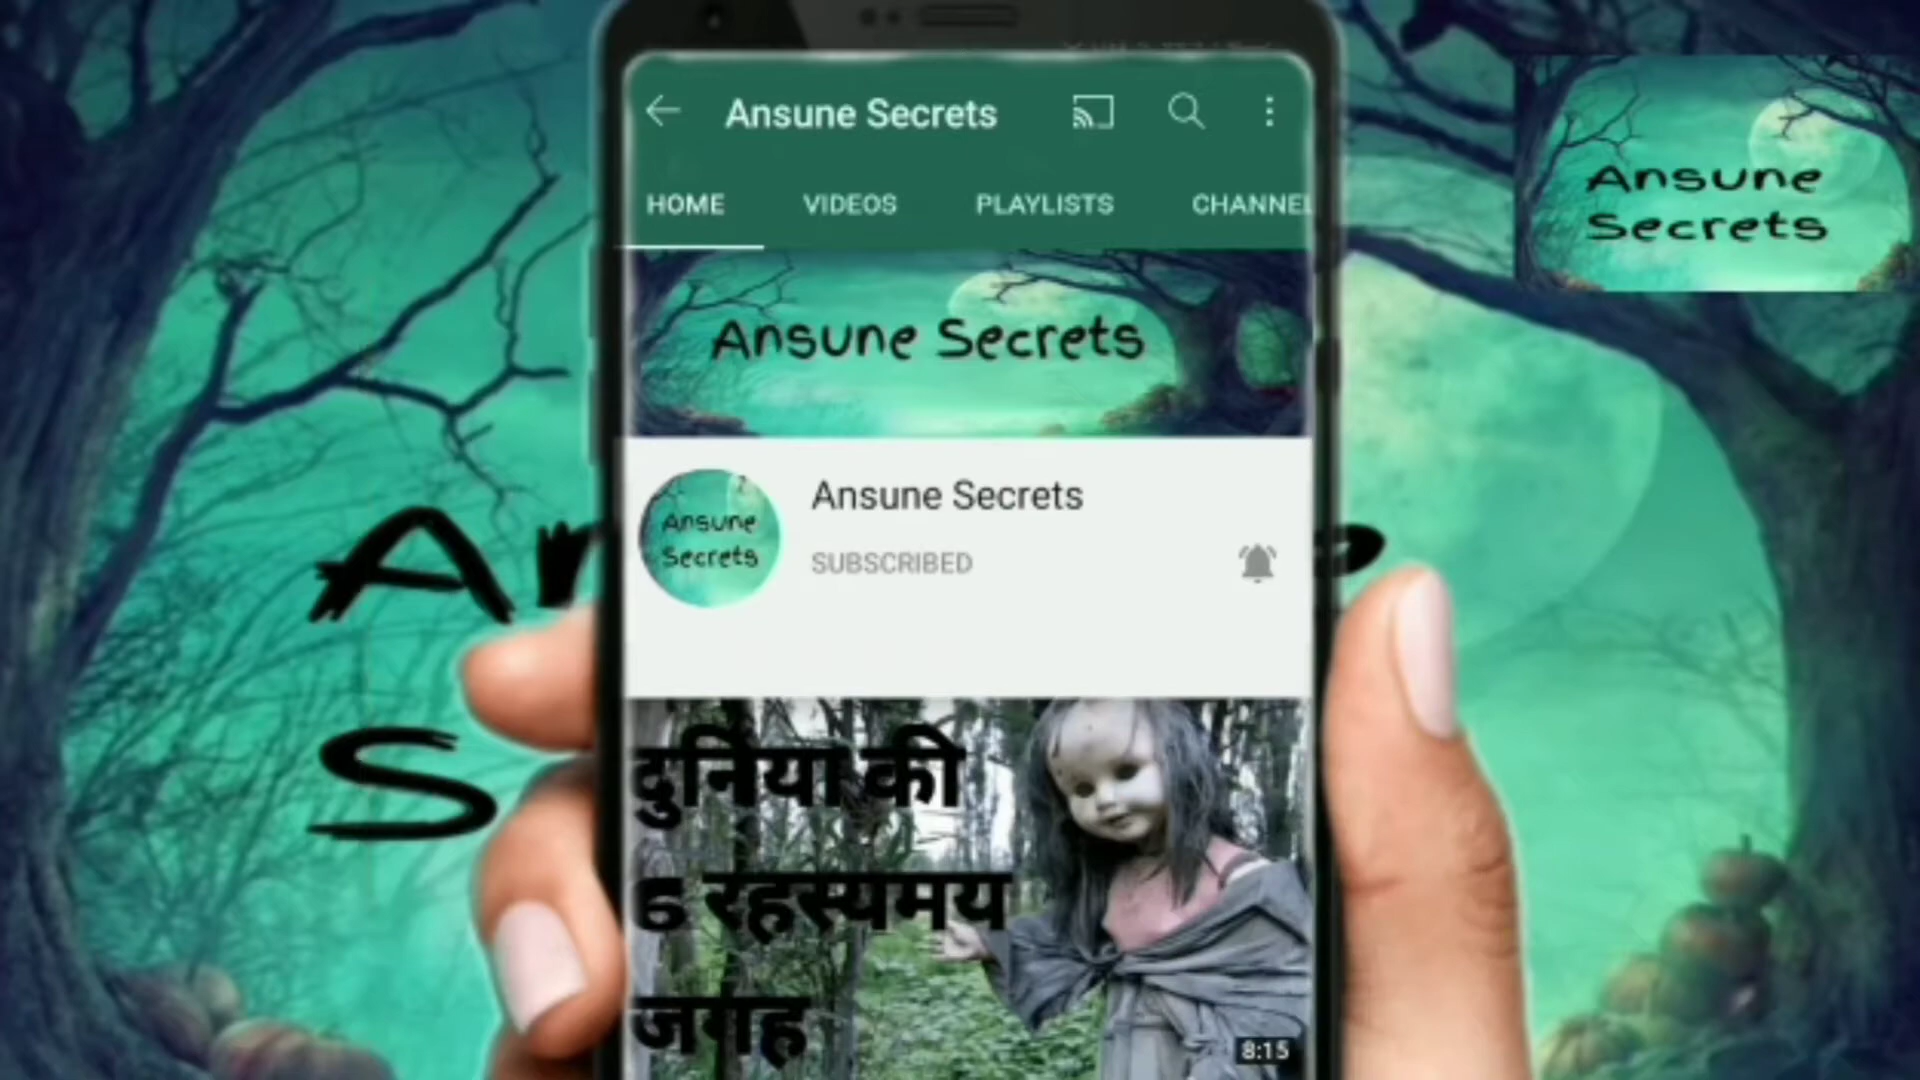 Ansune Secrets
HOME VIDEOS PLAYLISTS CHANNEL
Ansune Secrets
Ansune
Secrets
Ansune Secrets
SUBSCRIBED
Ansune
Secrets
दुनिया की
6 रहस्यमय
जगह
8:15